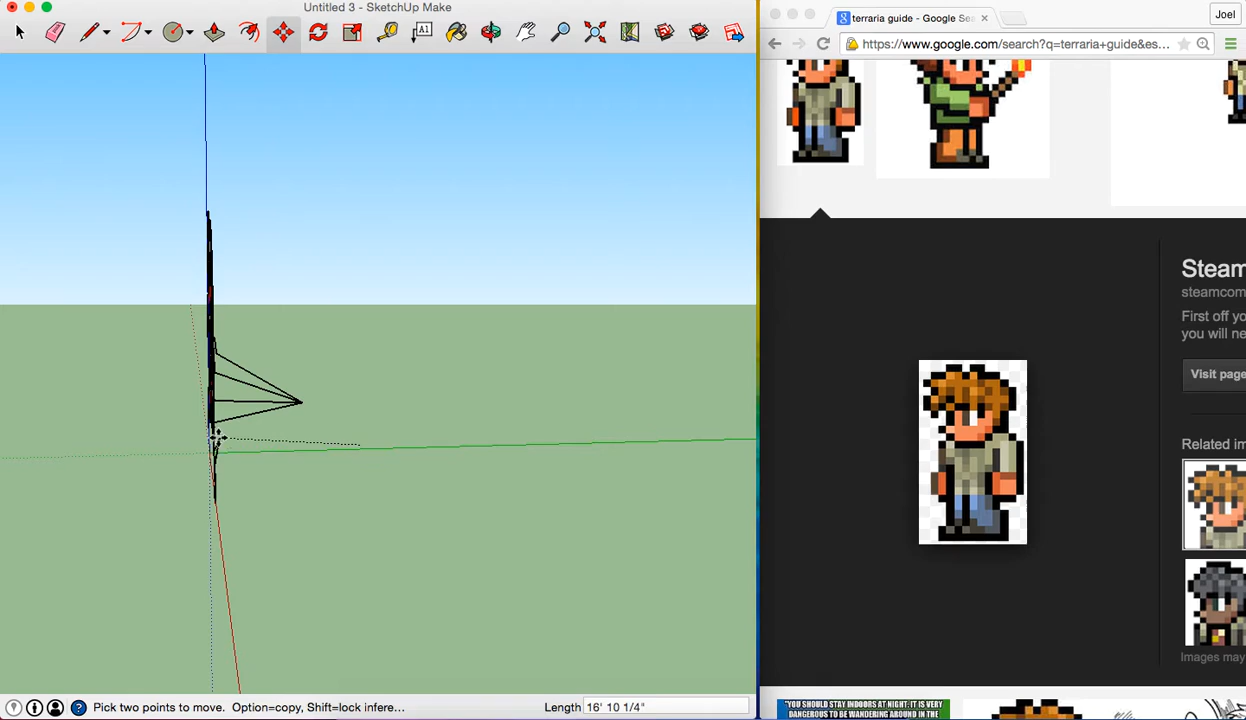 Untitled 3 - SketchUp Make
A1
Pick two points to move. Option=copy, Shift=lock infere...
Length 16' 10 1/4"
terraria guide - Google Sea
Joel
https://www.google.com/search?q=terraria+guide&es...
Steam
steamcom
First off yo
you will nee
Visit page
Related im
Images may
"YOU SHOULD STAY INDOORS AT NIGHT. IT IS VERY
DANGEROUS TO BE WANDERING AROUND IN THE